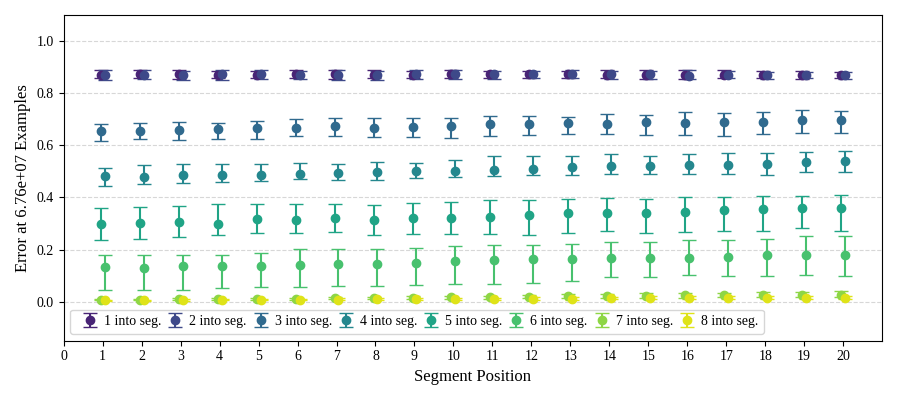 Error at 6.76e+07 Examples
1.0
0.8
0.6
0.4
0.2
0.0
1 into seg. 2 into seg. 3 into seg. 4 into seg. 5 into seg. 6 into seg. 7 into seg. 8 into seg.
0 1 2 3 4 5 6 7 8 9 10 11 12 13 14 15 16 17 18 19 20
Segment Position